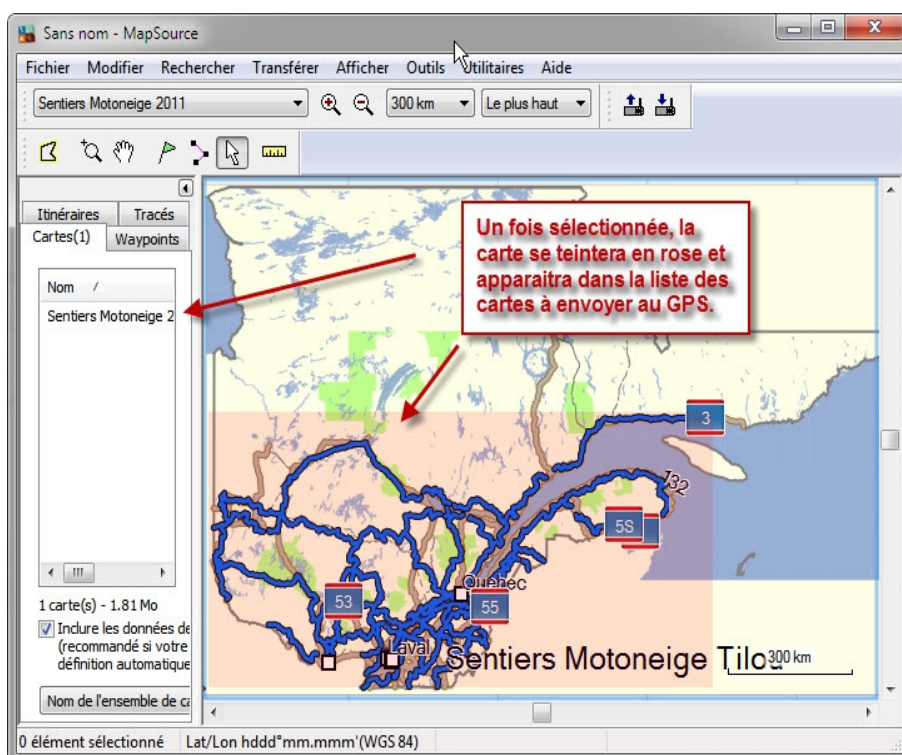 Sans nom - MapSource
Fichier Modifier Rechercher Transférer Afficher Outils Utilitaires Aide
Sentiers Motoneige 2011 300 km Le plus haut
Itinéraires Tracés
Cartes(1) Waypoints
Nom
Sentiers Motoneige 2
1 carte(s) - 1.81 Mo
Inclure les données de
(recommandé si votre
définition automatique
Nom de l'ensemble de ca
Un fois sélectionnée, la
carte se teintera en rose et
apparaitra dans la liste des
cartes à envoyer au GPS.
3
132
5S
Québec
53
55
Laval
Sentiers Motoneige Tilou
300 km
0 élément sélectionné Lat/Lon hddd°mm.mmm'(WGS 84)